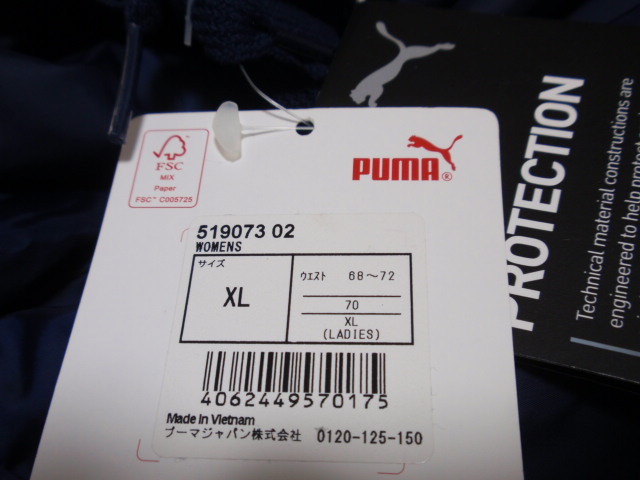 FSC
MIX
Paper
FSC™ C005725
PUMA®
519073 02
WOMENS
サイズ
XL
ウエスト 68～72
70
XL
(LADIES)
4062449570175
Made in Vietnam
プーマジャパン株式会社 0120-125-150
PROTECTION
Technical material constructions are
engineered to help protect